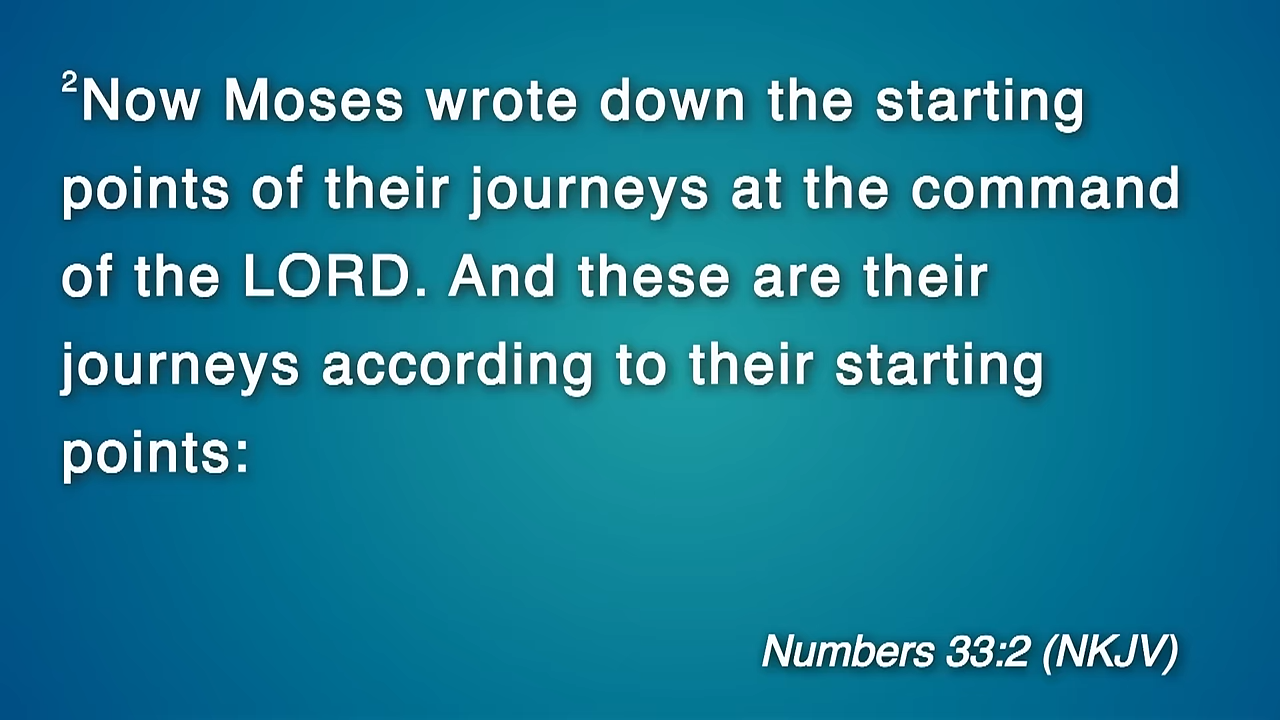 ²Now Moses wrote down the starting
points of their journeys at the command
of the LORD. And these are their
journeys according to their starting
points:
Numbers 33:2 (NKJV)